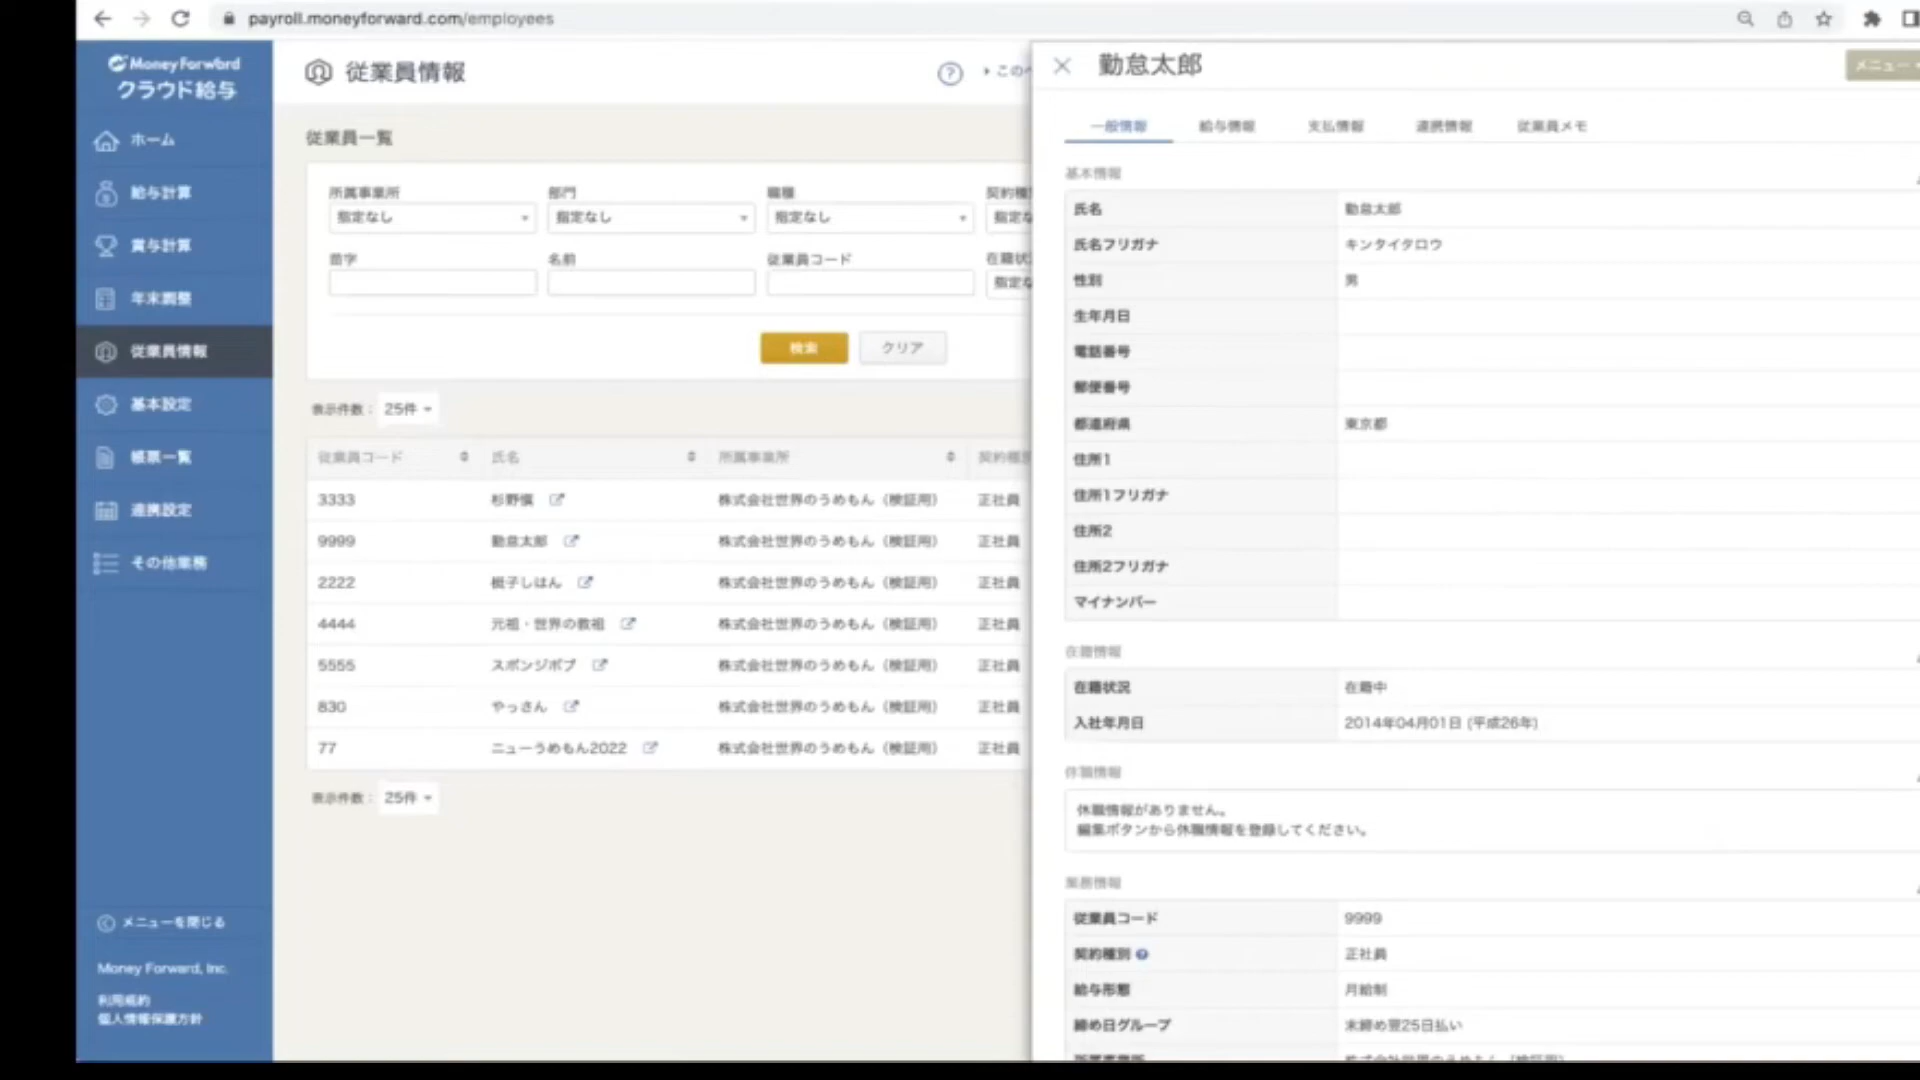 payroll.moneyforward.com/employees
Money Forward
クラウド給与
ホーム
給与計算
賞与計算
年末調整
従業員情報
基本設定
帳票一覧
連携設定
その他業務
メニューを閉じる
Money Forward, Inc.
利用規約
個人情報保護方針
従業員情報
?
従業員一覧
所属事業所 部門 職種
指定なし 指定なし 指定なし
苗字 名前 従業員コード
検索 クリア
表示件数： 25件
従業員コード 氏名 所属事業所
3333 杉野愼 株式会社世界のうめもん（検証用） 正社員
9999 勤怠太郎 株式会社世界のうめもん（検証用） 正社員
2222 梃子しはん 株式会社世界のうめもん（検証用） 正社員
4444 元祖・世界の教祖 株式会社世界のうめもん（検証用） 正社員
5555 スポンジボブ 株式会社世界のうめもん（検証用） 正社員
830 やっさん 株式会社世界のうめもん（検証用） 正社員
77 ニューうめもん2022 株式会社世界のうめもん（検証用） 正社員
表示件数： 25件
勤怠太郎
メニュー
一般情報 給与情報 支払情報 連携情報 従業員メモ
基本情報
氏名 勤怠太郎
氏名フリガナ キンタイタロウ
性別 男
生年月日
電話番号
郵便番号
都道府県 東京都
住所1
住所1フリガナ
住所2
住所2フリガナ
マイナンバー
在籍情報
在籍状況 在籍中
入社年月日 2014年04月01日 (平成26年)
休職情報
休職情報がありません。
編集ボタンから休職情報を登録してください。
業務情報
従業員コード 9999
契約種別 正社員
給与形態 月給制
締め日グループ 末締め翌25日払い